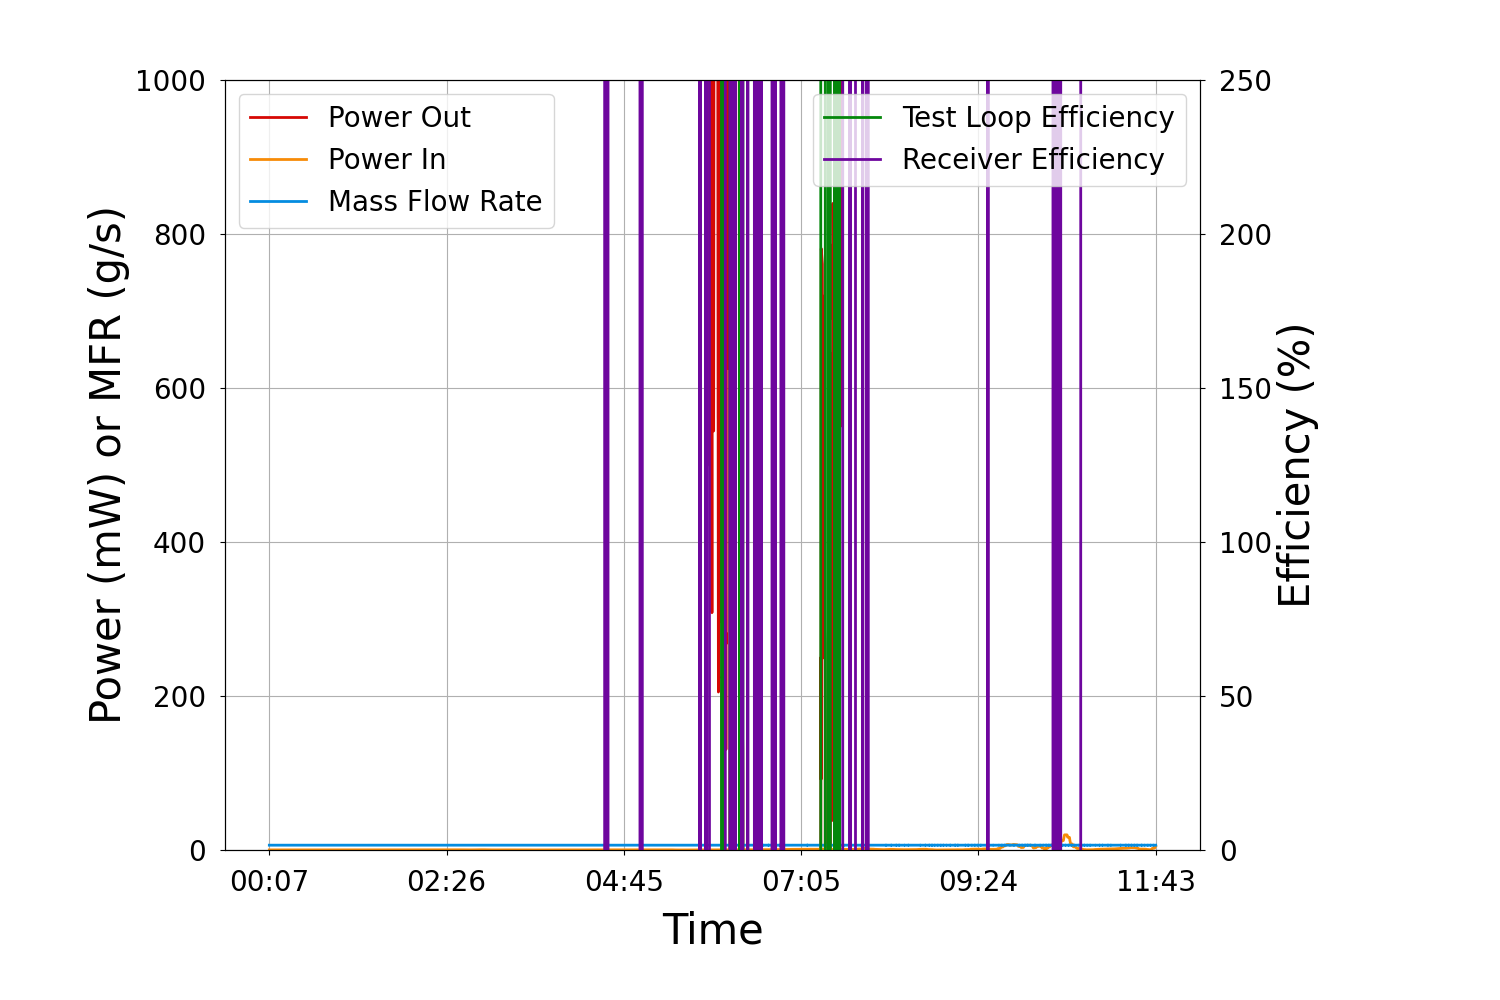 1000
800
600
400
200
0
Power (mW) or MFR (g/s)
Power Out
Power In
Mass Flow Rate
Test Loop Efficiency
Receiver Efficiency
250
200
150
100
50
0
Efficiency (%)
00:07 02:26 04:45 07:05 09:24 11:43
Time